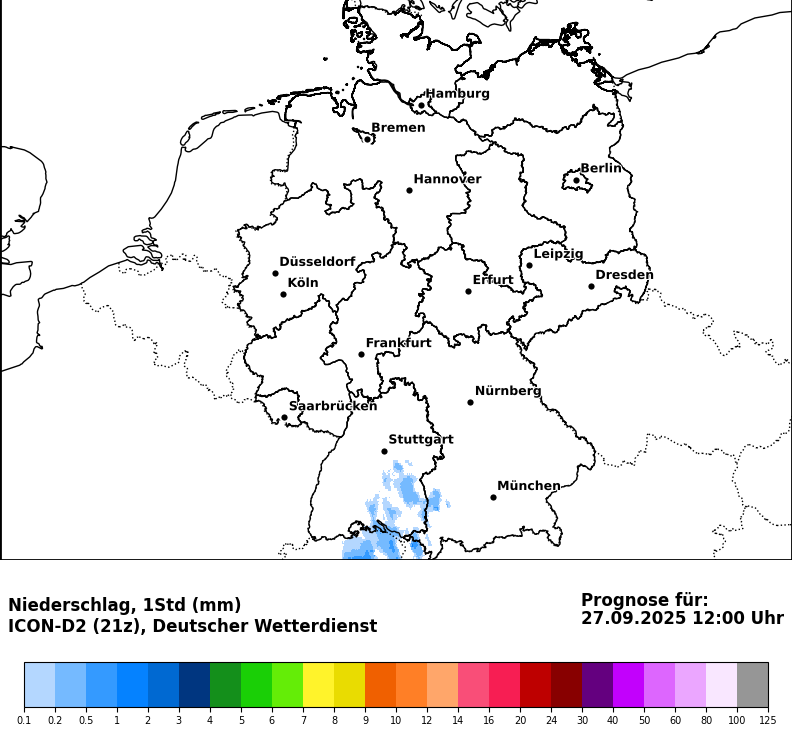 Hamburg
Bremen
Berlin
Hannover
Leipzig
Düsseldorf
Dresden
Köln
Erfurt
Frankfurt
Nürnberg
Saarbrücken
Stuttgart
München
Niederschlag, 1Std (mm)
ICON-D2 (21z), Deutscher Wetterdienst
Prognose für:
27.09.2025 12:00 Uhr
0.1 0.2 0.5 1 2 3 4 5 6 7 8 9 10 12 14 16 20 24 30 40 50 60 80 100 125